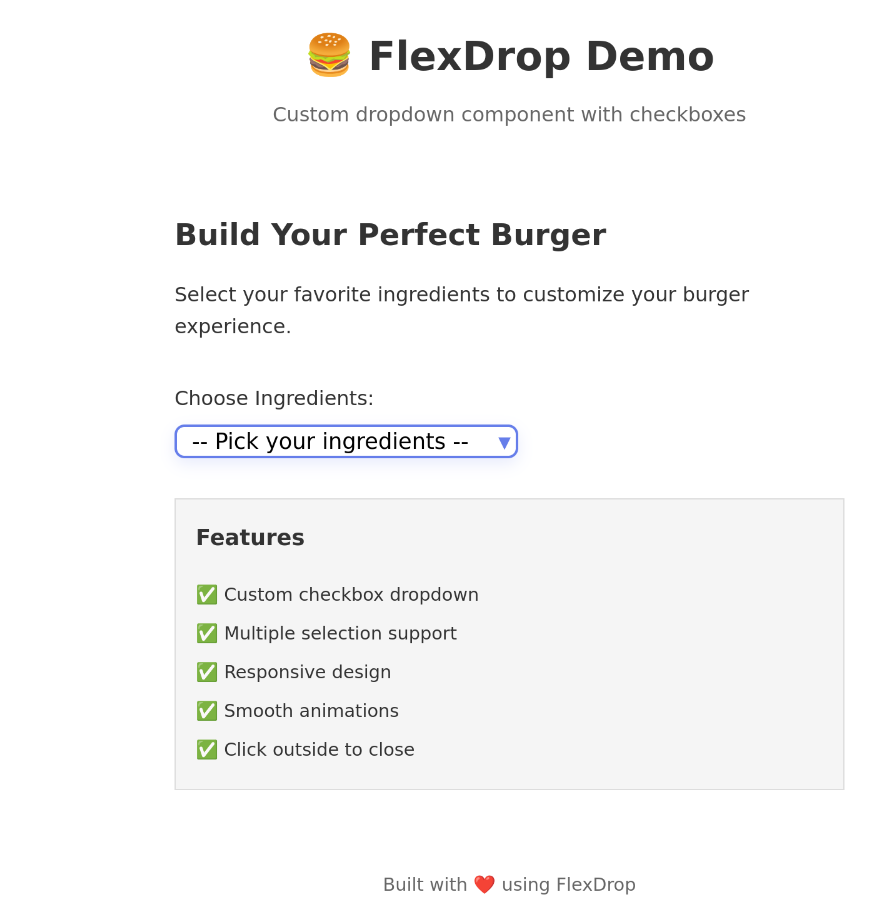 🍔 FlexDrop Demo
Custom dropdown component with checkboxes
Build Your Perfect Burger
Select your favorite ingredients to customize your burger
experience.
Choose Ingredients:
-- Pick your ingredients -- ▼
Features
✅ Custom checkbox dropdown
✅ Multiple selection support
✅ Responsive design
✅ Smooth animations
✅ Click outside to close
Built with ❤️ using FlexDrop